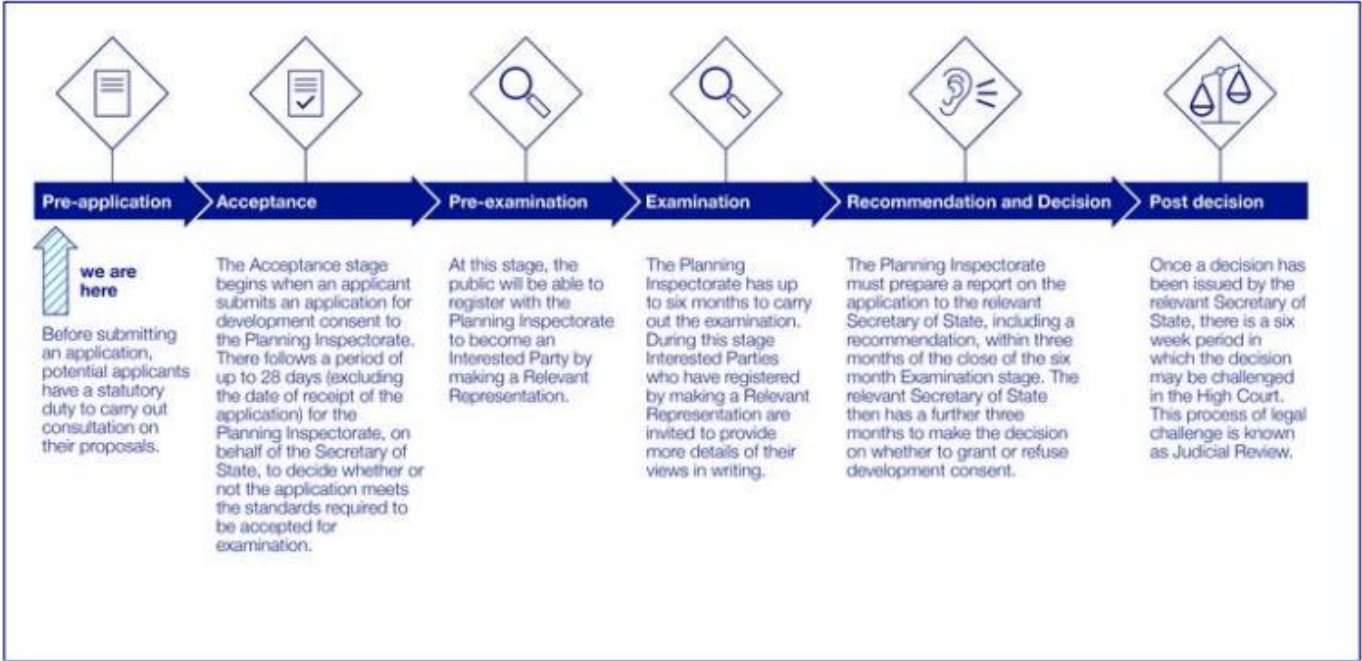 Pre-application
Acceptance
Pre-examination
Examination
Recommendation and Decision
Post decision
we are
here
Before submitting
an application,
potential applicants
have a statutory
duty to carry out
consultation on
their proposals.
The Acceptance stage
begins when an applicant
submits an application for
development consent to
the Planning Inspectorate.
There follows a period of
up to 28 days (excluding
the date of receipt of the
application) for the
Planning Inspectorate, on
behalf of the Secretary of
State, to decide whether or
not the application meets
the standards required to
be accepted for
examination.
At this stage, the
public will be able to
register with the
Planning Inspectorate
to become an
Interested Party by
making a Relevant
Representation.
The Planning
Inspectorate has up
to six months to carry
out the examination.
During this stage
Interested Parties
who have registered
by making a Relevant
Representation are
invited to provide
more details of their
views in writing.
The Planning Inspectorate
must prepare a report on the
application to the relevant
Secretary of State, including a
recommendation, within three
months of the close of the six
month Examination stage. The
relevant Secretary of State
then has a further three
months to make the decision
on whether to grant or refuse
development consent.
Once a decision has
been issued by the
relevant Secretary of
State, there is a six
week period in
which the decision
may be challenged
in the High Court.
This process of legal
challenge is known
as Judicial Review.